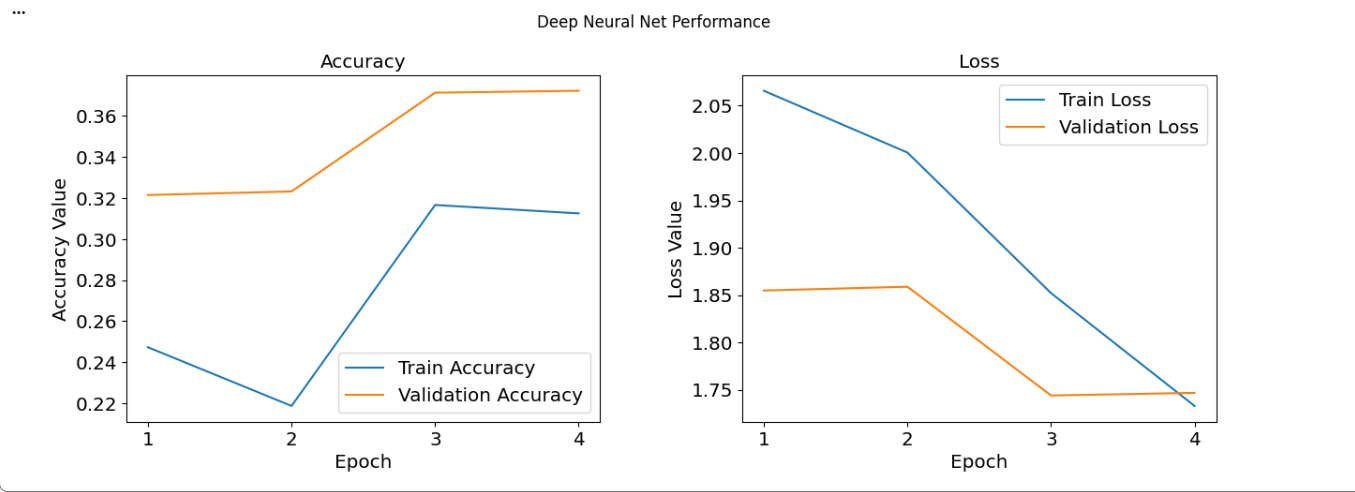 ...
Deep Neural Net Performance
Accuracy
Accuracy Value
0.36
0.34
0.32
0.30
0.28
0.26
0.24
0.22
Train Accuracy
Validation Accuracy
1 2 3 4
Epoch
Loss
Loss Value
2.05
2.00
1.95
1.90
1.85
1.80
1.75
Train Loss
Validation Loss
1 2 3 4
Epoch